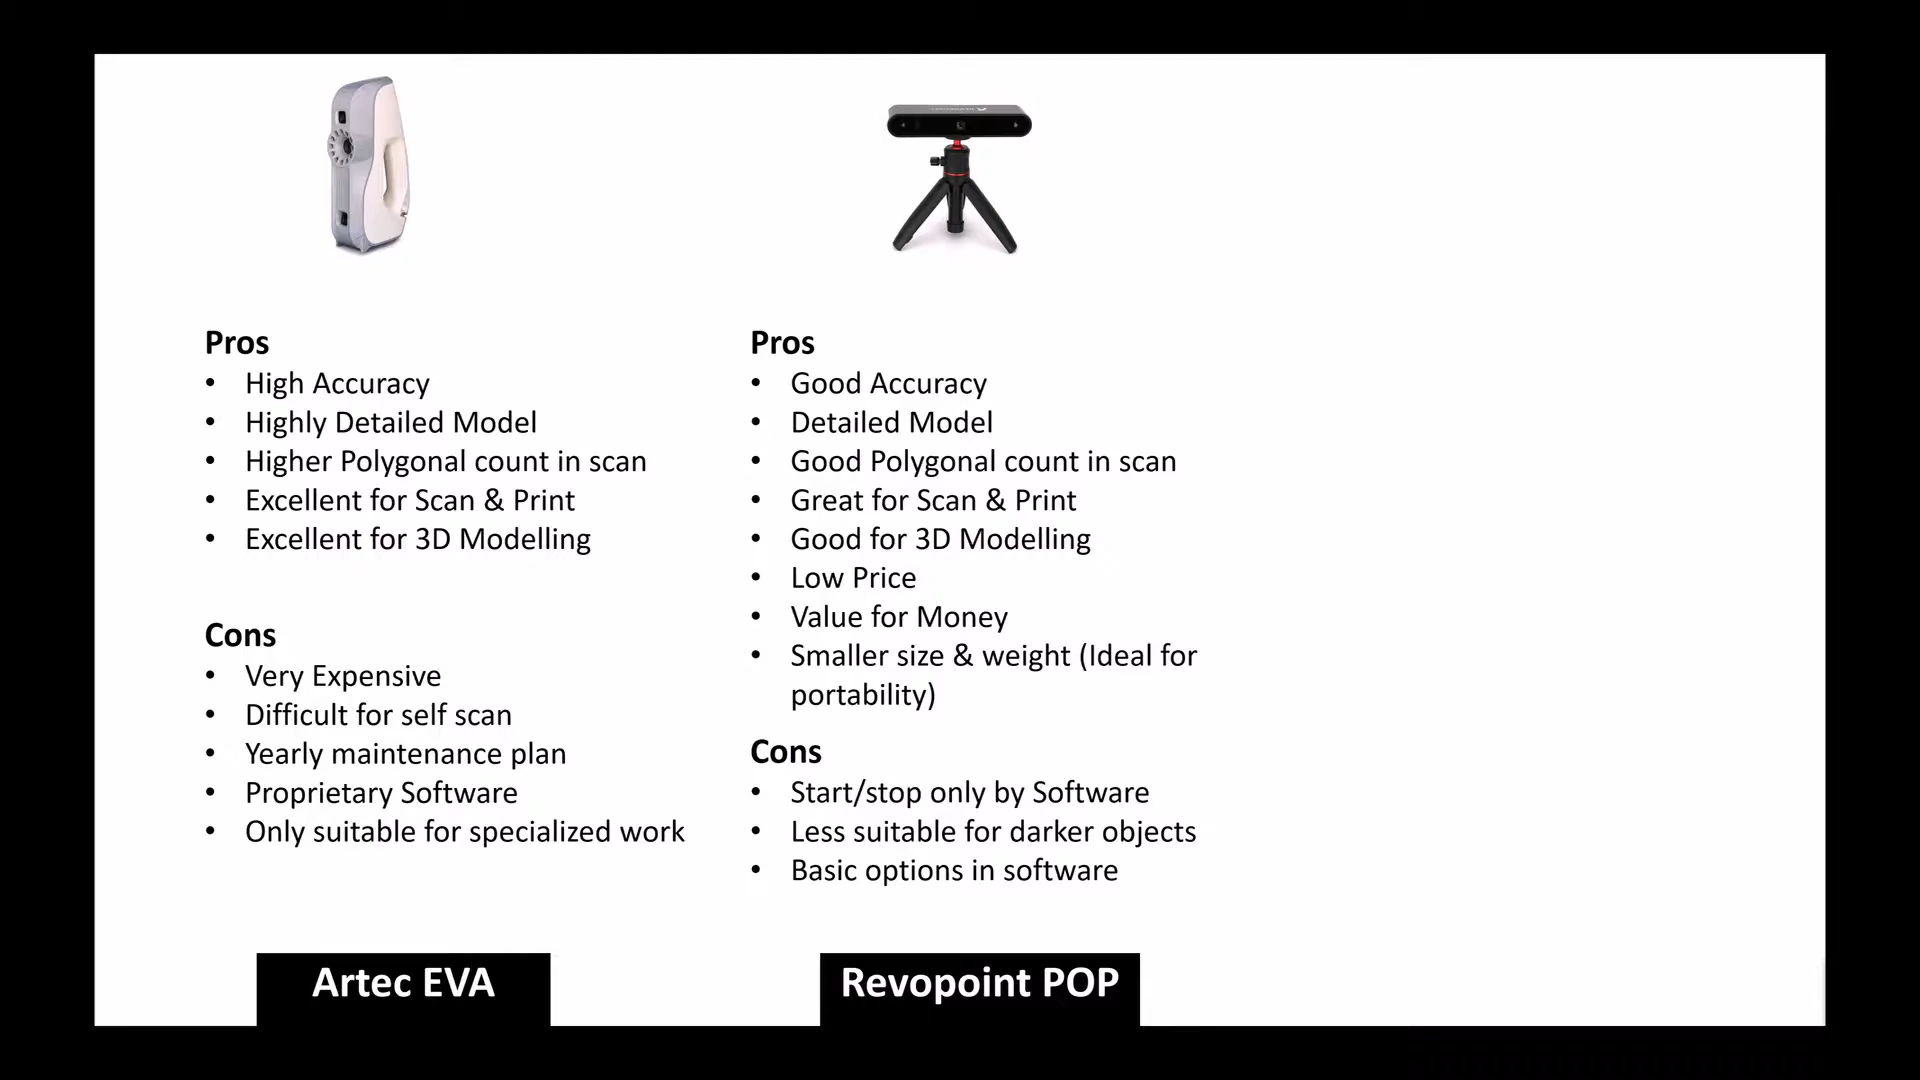 Pros
• High Accuracy
• Highly Detailed Model
• Higher Polygonal count in scan
• Excellent for Scan & Print
• Excellent for 3D Modelling
Cons
• Very Expensive
• Difficult for self scan
• Yearly maintenance plan
• Proprietary Software
• Only suitable for specialized work
Artec EVA
Pros
• Good Accuracy
• Detailed Model
• Good Polygonal count in scan
• Great for Scan & Print
• Good for 3D Modelling
• Low Price
• Value for Money
• Smaller size & weight (Ideal for
portability)
Cons
• Start/stop only by Software
• Less suitable for darker objects
• Basic options in software
Revopoint POP